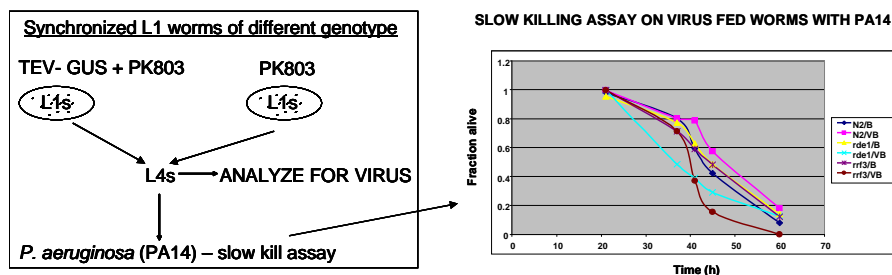 Synchronized L1 worms of different genotype
TEV- GUS + PK803
PK803
L1s
L1s
L4s
ANALYZE FOR VIRUS
P. aeruginosa (PA14) – slow kill assay
SLOW KILLING ASSAY ON VIRUS FED WORMS WITH PA14
Fraction alive
1.2
1
0.8
0.6
0.4
0.2
0
0
10
20
30
40
50
60
70
Time (h)
N2/B
N2/VB
rde1/B
rde1/VB
rrf3/B
rrf3/VB